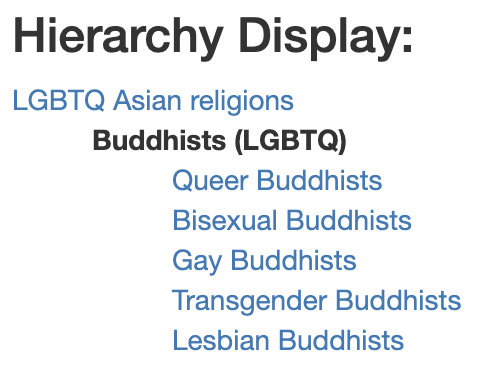 Hierarchy Display:
LGBTQ Asian religions
Buddhists (LGBTQ)
Queer Buddhists
Bisexual Buddhists
Gay Buddhists
Transgender Buddhists
Lesbian Buddhists